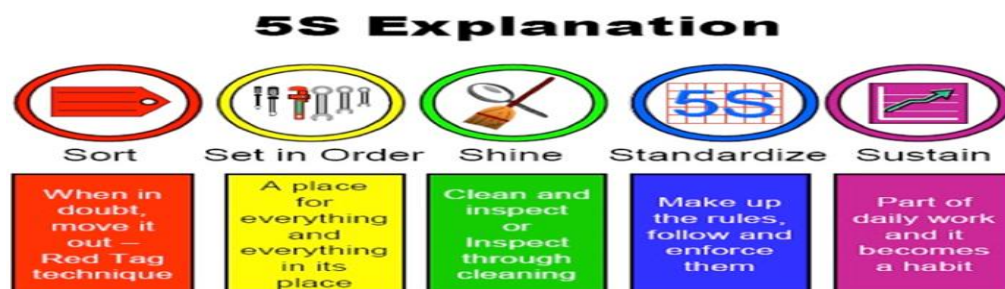 5S Explanation
5S
Sort
Set in Order
Shine
Standardize
Sustain
When in
doubt,
move it
out –
Red Tag
technique
A place
for
everything
and
everything
in its
place
Clean and
inspect
or
Inspect
through
cleaning
Make up
the rules,
follow and
enforce
them
Part of
daily work
and it
becomes
a habit